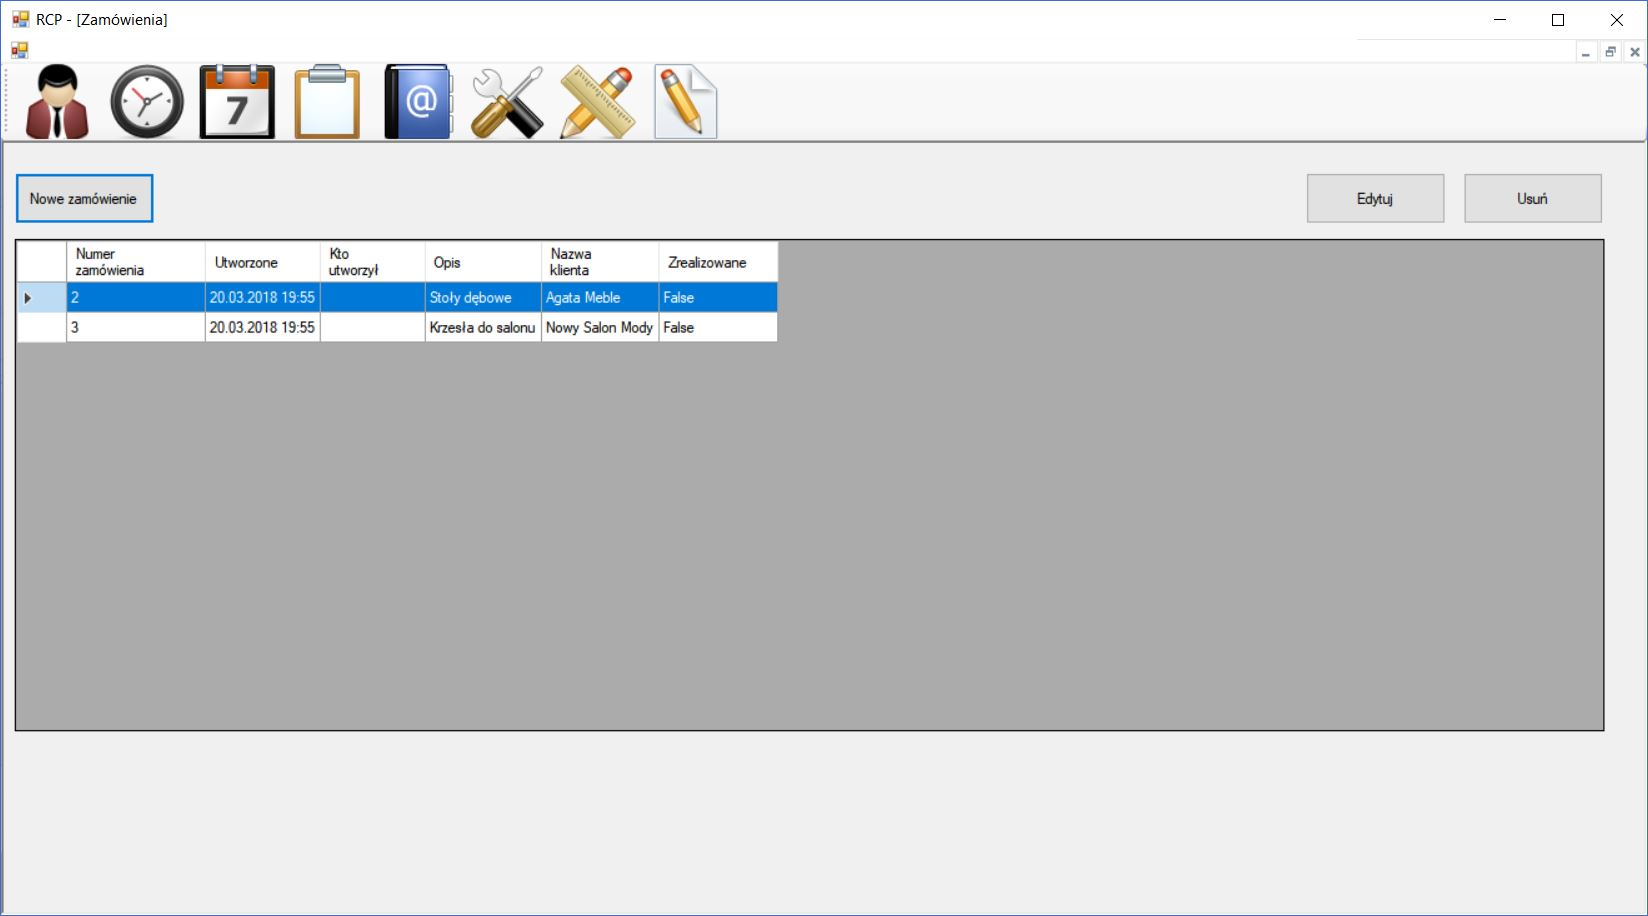 RCP - [Zamówienia]
7
@
Nowe zamówienie
Edytuj
Usuń
Numer zamówienia Utworzone Kto utworzył Opis Nazwa klienta Zrealizowane
2 20.03.2018 19:55 Stoły dębowe Agata Meble False
3 20.03.2018 19:55 Krzesła do salonu Nowy Salon Mody False